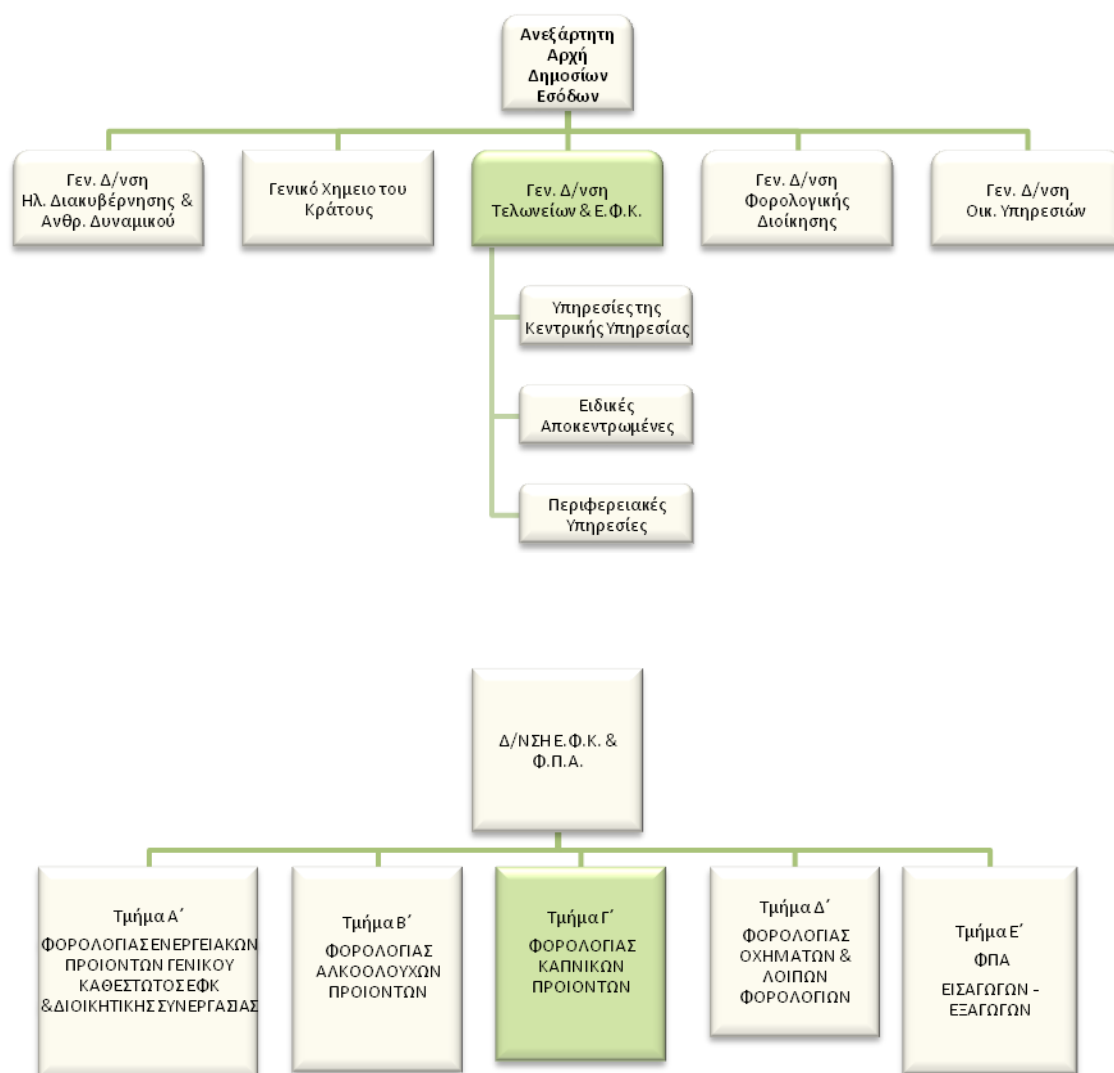 Ανεξάρτητη
Αρχή
Δημοσίων
Εσόδων
Γεν. Δ/νση
Ηλ. Διακυβέρνησης &
Ανθρ. Δυναμικού
Γενικό Χημειο του
Κράτους
Γεν. Δ/νση
Τελωνείων & Ε.Φ.Κ.
Γεν. Δ/νση
Φορολογικής
Διοίκησης
Γεν. Δ/νση
Οικ. Υπηρεσιών
Υπηρεσίες της
Κεντρικής Υπηρεσίας
Ειδικές
Αποκεντρωμένες
Περιφερειακές
Υπηρεσίες
Δ/ΝΣΗ Ε.Φ.Κ. &
Φ.Π.Α.
Τμήμα Α΄
ΦΟΡΟΛΟΓΙΑΣ ΕΝΕΡΓΕΙΑΚΩΝ
ΠΡΟΙΟΝΤΩΝ ΓΕΝΙΚΟΥ
ΚΑΘΕΣΤΩΤΟΣ ΕΦΚ
& ΔΙΟΙΚΗΤΙΚΗΣ ΣΥΝΕΡΓΑΣΙΑΣ
Τμήμα Β΄
ΦΟΡΟΛΟΓΙΑΣ
ΑΛΚΟΟΛΟΥΧΩΝ
ΠΡΟΙΟΝΤΩΝ
Τμήμα Γ΄
ΦΟΡΟΛΟΓΙΑΣ
ΚΑΠΝΙΚΩΝ
ΠΡΟΙΟΝΤΩΝ
Τμήμα Δ΄
ΦΟΡΟΛΟΓΙΑΣ
ΟΧΗΜΑΤΩΝ &
ΛΟΙΠΩΝ
ΦΟΡΟΛΟΓΙΩΝ
Τμήμα Ε΄
ΦΠΑ
ΕΙΣΑΓΩΓΩΝ –
ΕΞΑΓΩΓΩΝ